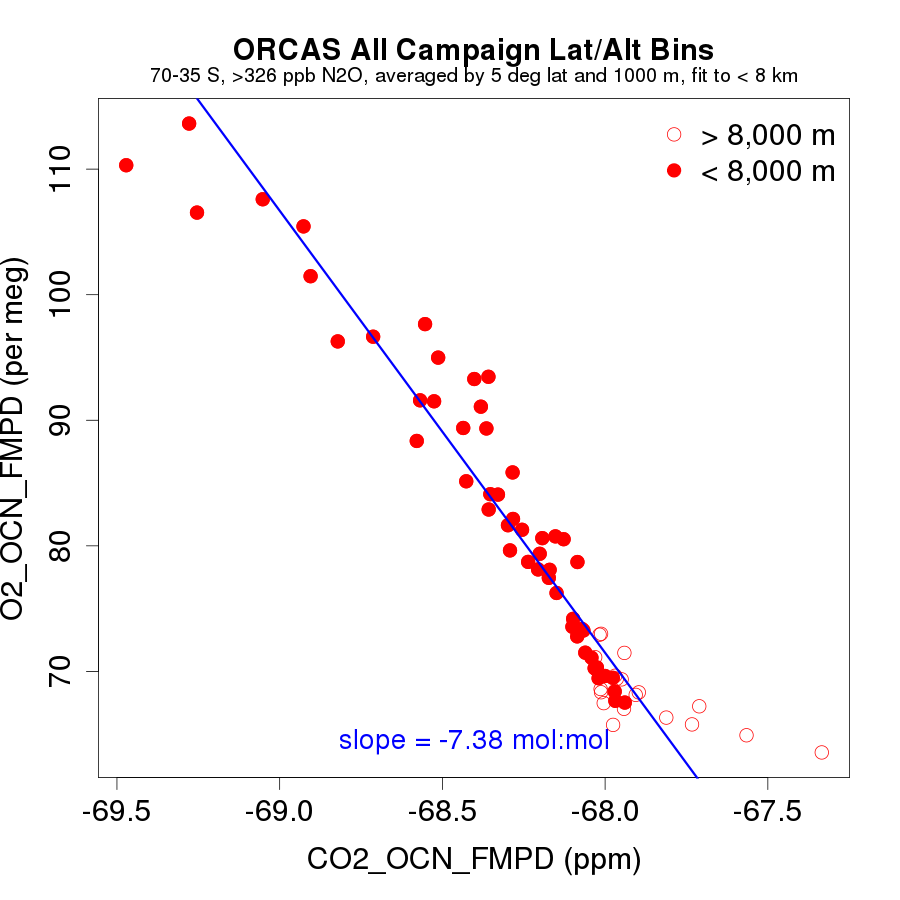 ORCAS All Campaign Lat/Alt Bins
70-35 S, >326 ppb N2O, averaged by 5 deg lat and 1000 m, fit to < 8 km
> 8,000 m
< 8,000 m
O2_OCN_FMPD (per meg)
110
100
90
80
70
slope = -7.38 mol:mol
-69.5 -69.0 -68.5 -68.0 -67.5
CO2_OCN_FMPD (ppm)